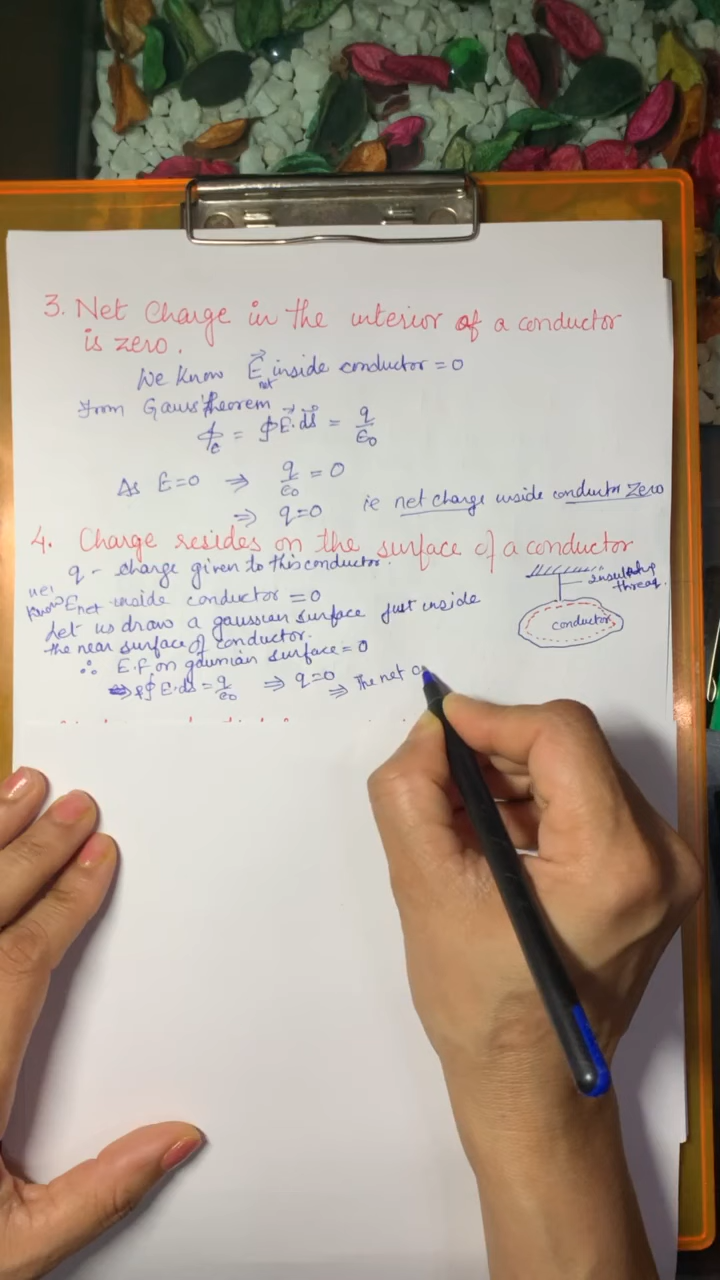 3. Net Charge in the interior of a conductor
is zero.
We know E⃗net inside conductor = 0
From Gauss' theorem
ϕe = ∮E⃗.ds⃗ = q/ε0
As E=0 ⇒ q/ε0 = 0
⇒ q=0 ie net charge inside conductor zero
4. Charge resides on the surface of a conductor
q - charge given to this conductor.
We know Enet inside conductor = 0
Let us draw a gaussian surface just inside
the near surface of conductor.
∴ E.F on gaussian surface = 0
⇒ ∮ E.ds = q/ε0 ⇒ q=0 ⇒ The net
insulating
thread.
conductor